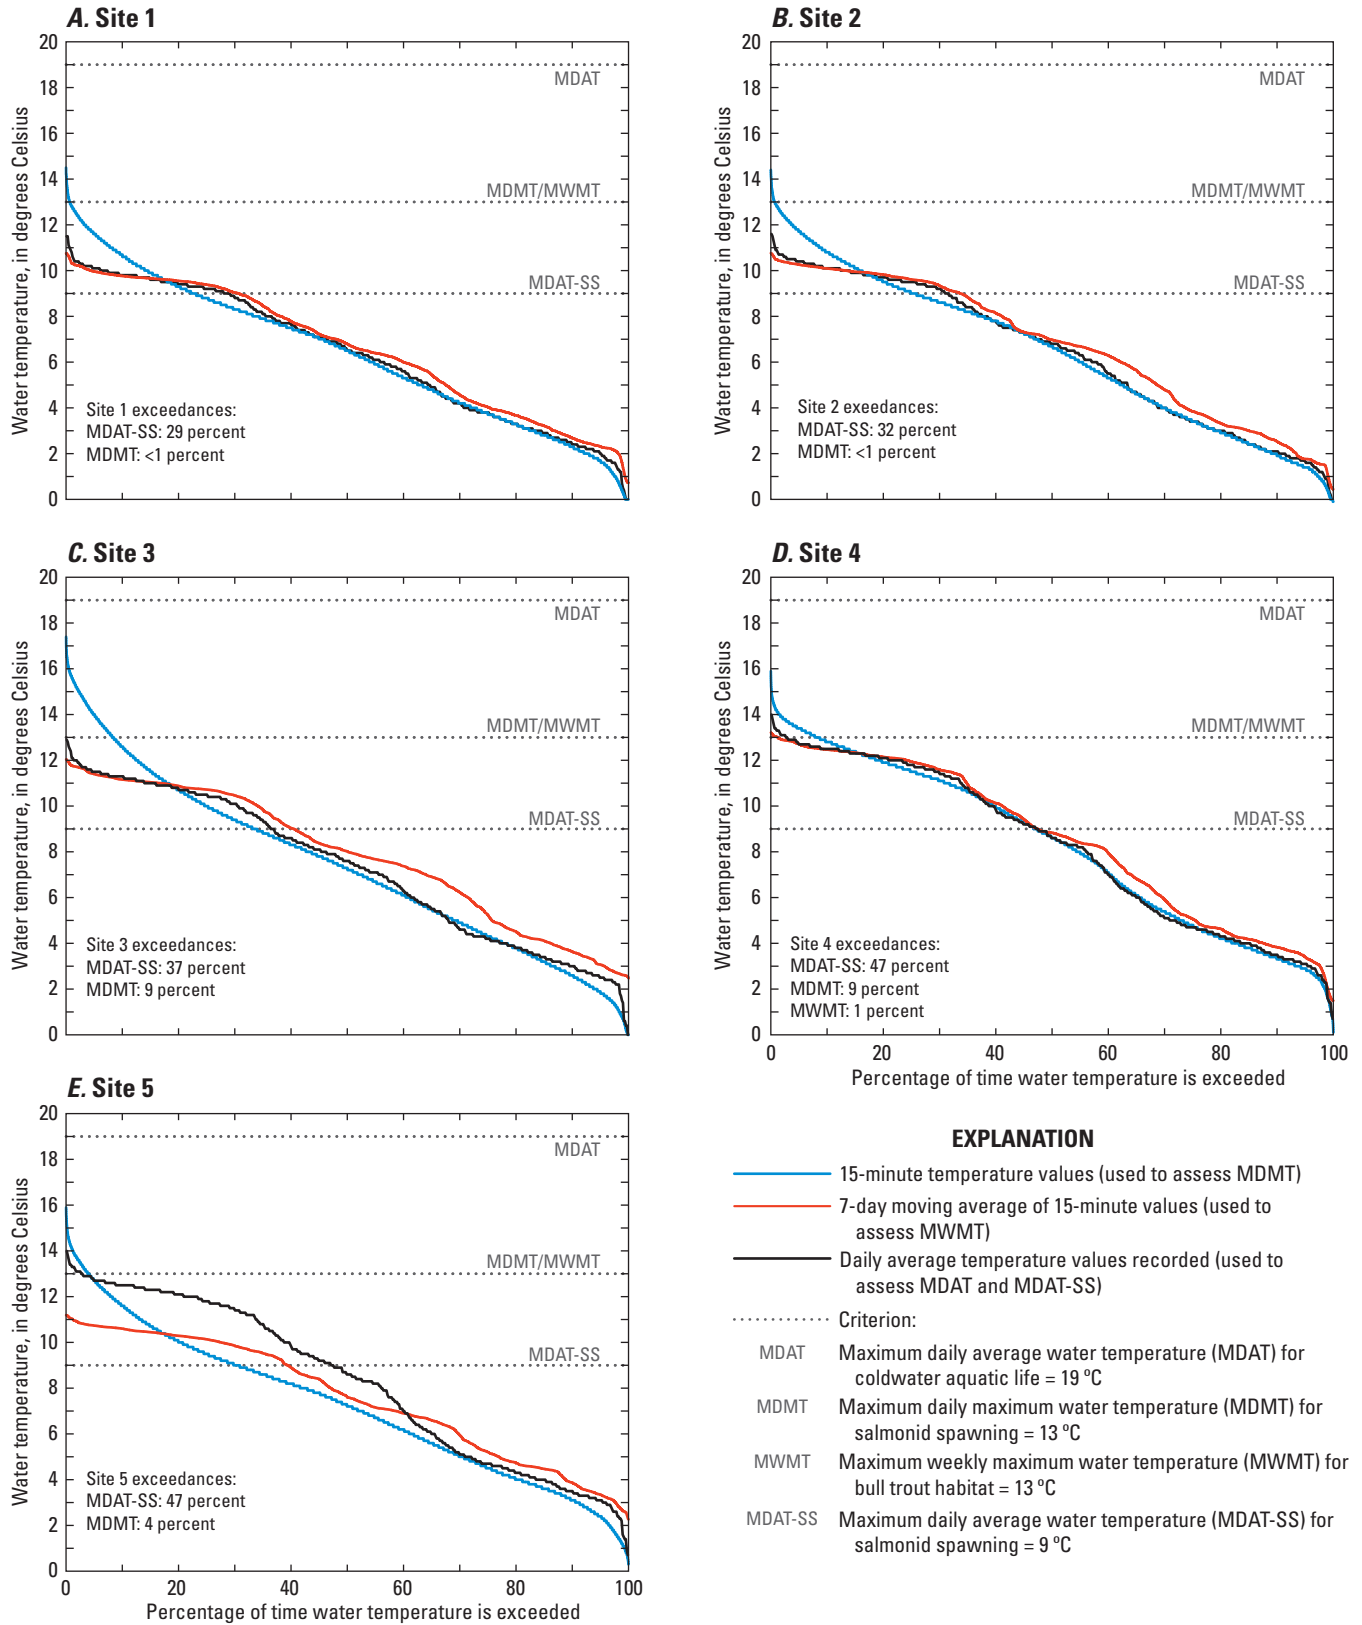 A. Site 1
20
18
16
14
12
10
8
6
4
2
0
Water temperature, in degrees Celsius
MDAT
MDMT/MWMT
MDAT-SS
Site 1 exceedances:
MDAT-SS: 29 percent
MDMT: <1 percent
B. Site 2
20
18
16
14
12
10
8
6
4
2
0
Water temperature, in degrees Celsius
MDAT
MDMT/MWMT
MDAT-SS
Site 2 exeedances:
MDAT-SS: 32 percent
MDMT: <1 percent
C. Site 3
20
18
16
14
12
10
8
6
4
2
0
Water temperature, in degrees Celsius
MDAT
MDMT/MWMT
MDAT-SS
Site 3 exceedances:
MDAT-SS: 37 percent
MDMT: 9 percent
D. Site 4
20
18
16
14
12
10
8
6
4
2
0
Water temperature, in degrees Celsius
MDAT
MDMT/MWMT
MDAT-SS
Site 4 exceedances:
MDAT-SS: 47 percent
MDMT: 9 percent
MWMT: 1 percent
0 20 40 60 80 100
Percentage of time water temperature is exceeded
E. Site 5
20
18
16
14
12
10
8
6
4
2
0
Water temperature, in degrees Celsius
MDAT
MDMT/MWMT
MDAT-SS
Site 5 exceedances:
MDAT-SS: 47 percent
MDMT: 4 percent
0 20 40 60 80 100
Percentage of time water temperature is exceeded
EXPLANATION
15-minute temperature values (used to assess MDMT)
7-day moving average of 15-minute values (used to
assess MWMT)
Daily average temperature values recorded (used to
assess MDAT and MDAT-SS)
Criterion:
MDAT Maximum daily average water temperature (MDAT) for
coldwater aquatic life = 19 ºC
MDMT Maximum daily maximum water temperature (MDMT) for
salmonid spawning = 13 ºC
MWMT Maximum weekly maximum water temperature (MWMT) for
bull trout habitat = 13 ºC
MDAT-SS Maximum daily average water temperature (MDAT-SS) for
salmonid spawning = 9 ºC